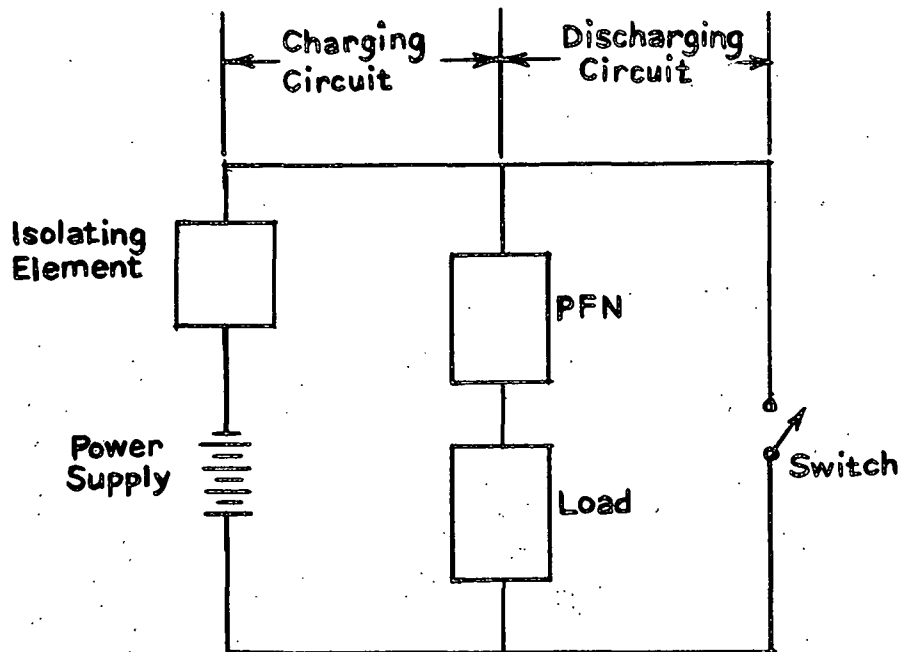 Charging
Circuit
Discharging
Circuit
Isolating
Element
PFN
Power
Supply
Load
Switch